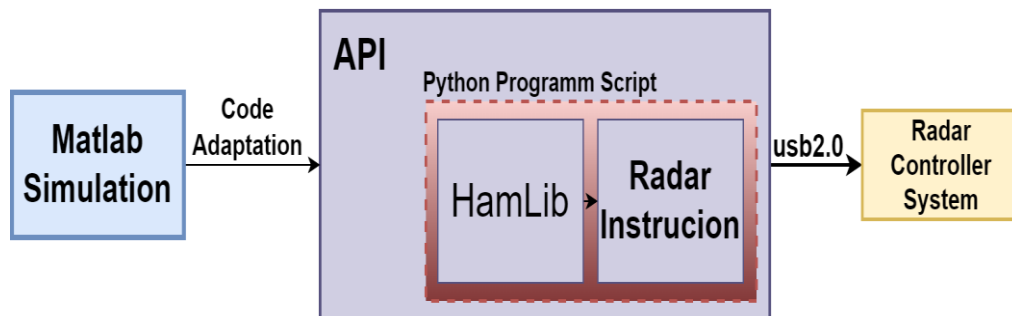 API
Python Programm Script
Matlab
Simulation
Code
Adaptation
HamLib
Radar
Instrucion
usb2.0
Radar
Controller
System